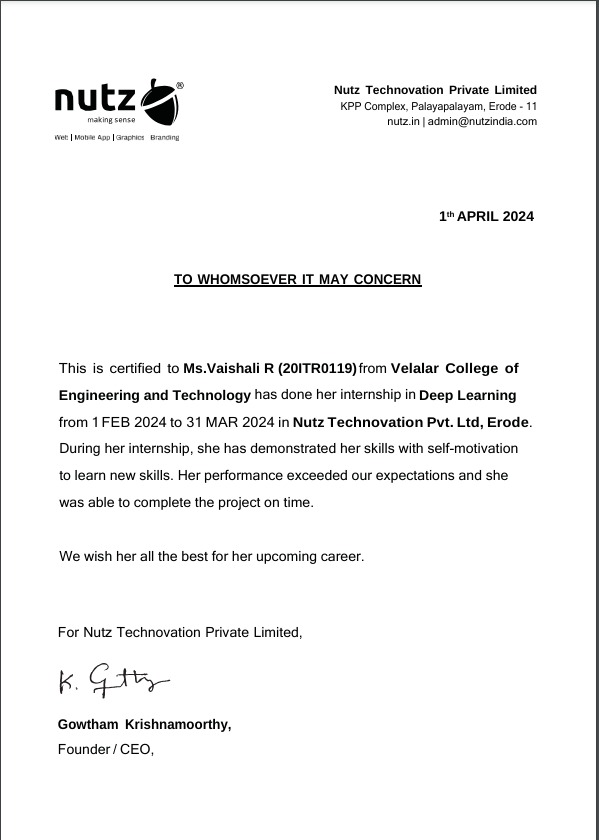 nutz®
making sense
Web | Mobile App | Graphics Branding
Nutz Technovation Private Limited
KPP Complex, Palayapalayam, Erode - 11
nutz.in | admin@nutzindia.com
1th APRIL 2024
TO WHOMSOEVER IT MAY CONCERN
This is certified to Ms.Vaishali R (20ITR0119) from Velalar College of
Engineering and Technology has done her internship in Deep Learning
from 1 FEB 2024 to 31 MAR 2024 in Nutz Technovation Pvt. Ltd, Erode.
During her internship, she has demonstrated her skills with self-motivation
to learn new skills. Her performance exceeded our expectations and she
was able to complete the project on time.
We wish her all the best for her upcoming career.
For Nutz Technovation Private Limited,
K.
Gowtham Krishnamoorthy,
Founder / CEO,